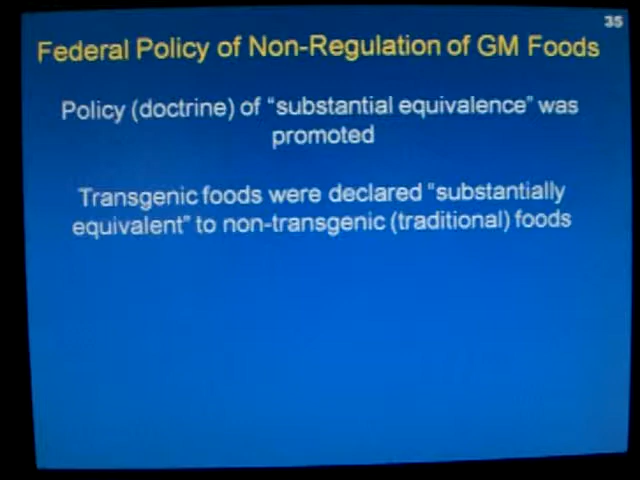 35
Federal Policy of Non-Regulation of GM Foods
Policy (doctrine) of “substantial equivalence” was
promoted
Transgenic foods were declared “substantially
equivalent” to non-transgenic (traditional) foods